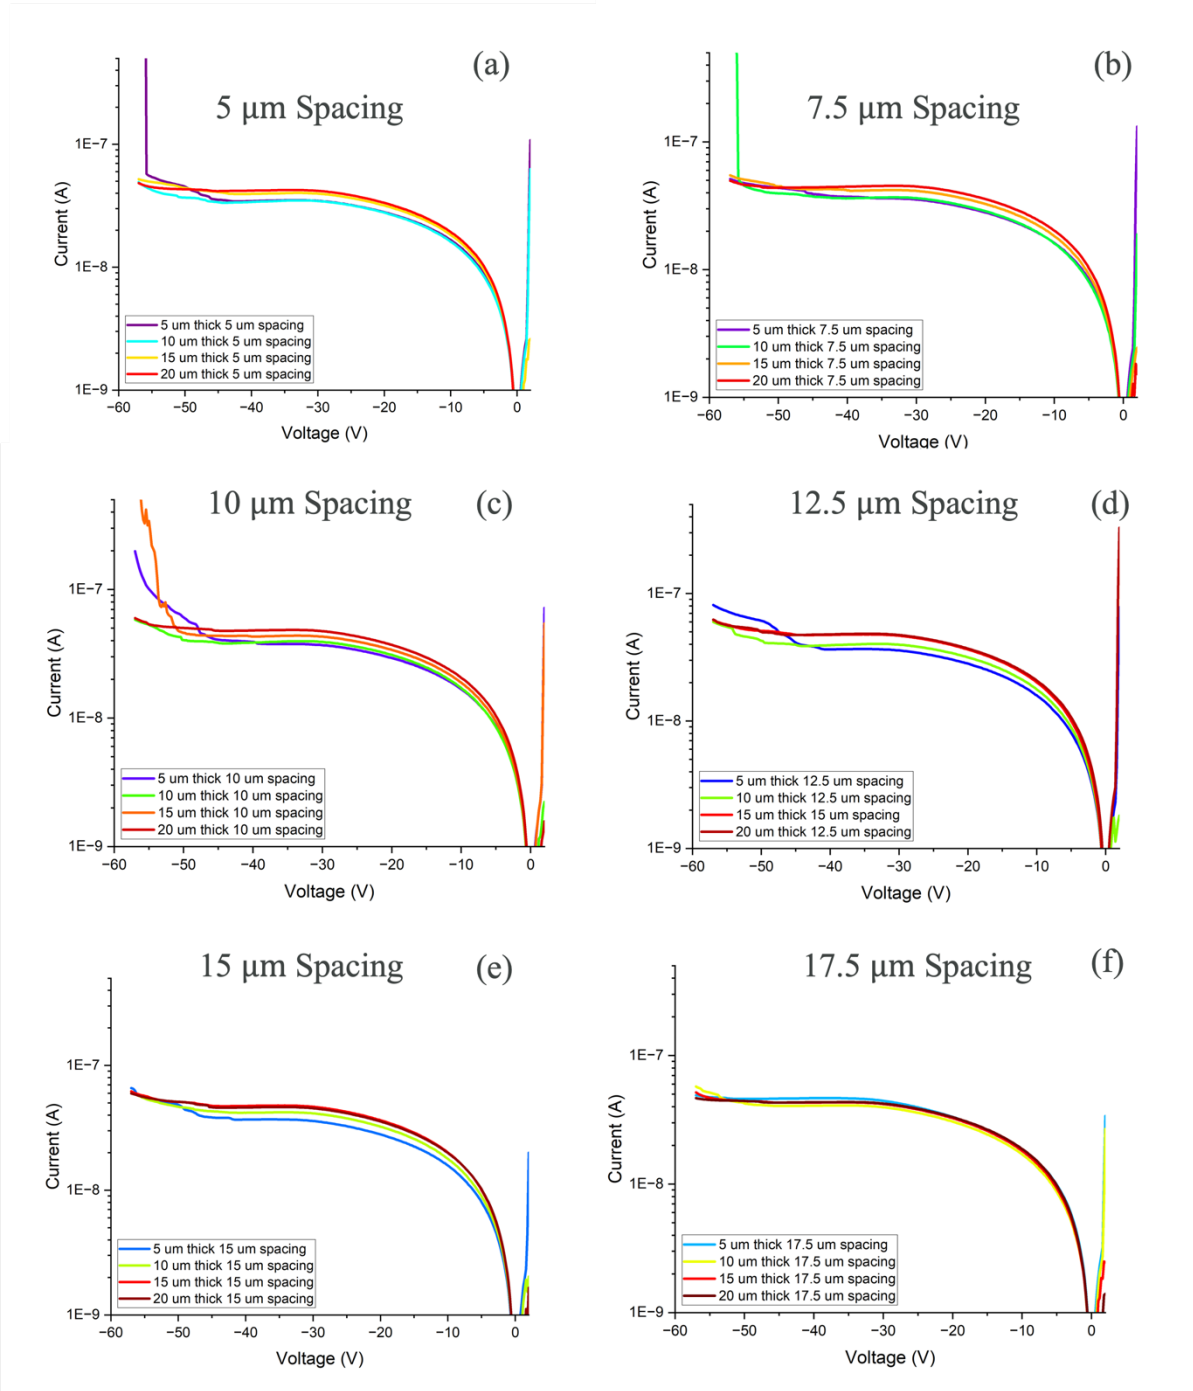 (a)
5 μm Spacing
1E−7
1E−8
1E−9
Current (A)
5 um thick 5 um spacing
10 um thick 5 um spacing
15 um thick 5 um spacing
20 um thick 5 um spacing
−60 −50 −40 −30 −20 −10 0
Voltage (V)
(b)
7.5 μm Spacing
1E−7
1E−8
1E−9
Current (A)
5 um thick 7.5 um spacing
10 um thick 7.5 um spacing
15 um thick 7.5 um spacing
20 um thick 7.5 um spacing
−60 −50 −40 −30 −20 −10 0
Voltage (V)
10 μm Spacing (c)
1E−7
1E−8
1E−9
Current (A)
5 um thick 10 um spacing
10 um thick 10 um spacing
15 um thick 10 um spacing
20 um thick 10 um spacing
−60 −50 −40 −30 −20 −10 0
Voltage (V)
12.5 μm Spacing (d)
1E−7
1E−8
1E−9
Current (A)
5 um thick 12.5 um spacing
10 um thick 12.5 um spacing
15 um thick 15 um spacing
20 um thick 12.5 um spacing
−60 −50 −40 −30 −20 −10 0
Voltage (V)
15 μm Spacing (e)
1E−7
1E−8
1E−9
Current (A)
5 um thick 15 um spacing
10 um thick 15 um spacing
15 um thick 15 um spacing
20 um thick 15 um spacing
−60 −50 −40 −30 −20 −10 0
Voltage (V)
17.5 μm Spacing (f)
1E−7
1E−8
1E−9
Current (A)
5 um thick 17.5 um spacing
10 um thick 17.5 um spacing
15 um thick 17.5 um spacing
20 um thick 17.5 um spacing
−60 −50 −40 −30 −20 −10 0
Voltage (V)